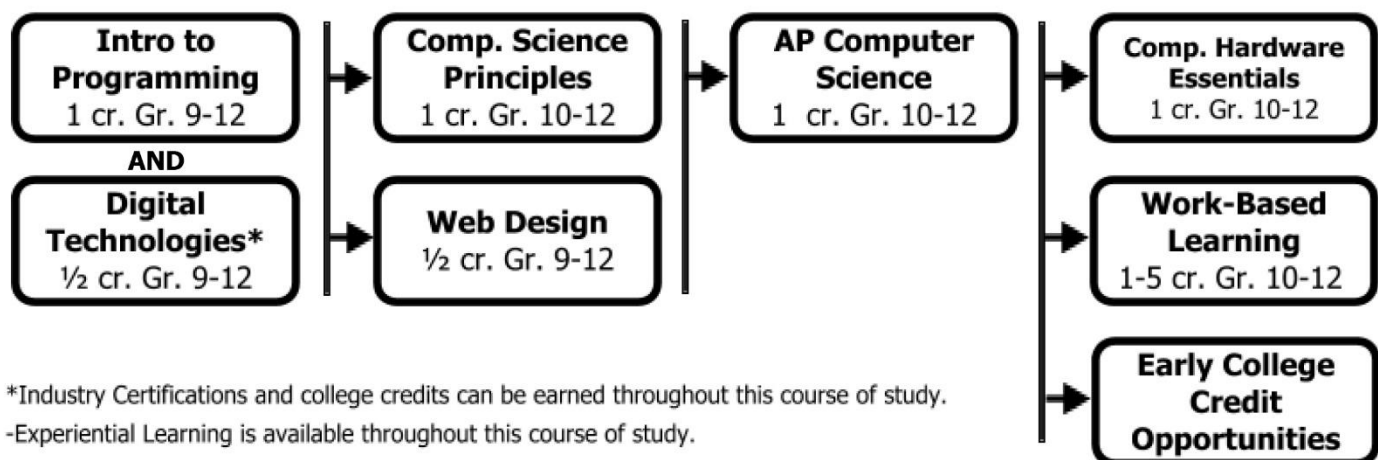 Intro to
Programming
1 cr. Gr. 9-12
AND
Digital
Technologies*
½ cr. Gr. 9-12
Comp. Science
Principles
1 cr. Gr. 10-12
Web Design
½ cr. Gr. 9-12
AP Computer
Science
1 cr. Gr. 10-12
Comp. Hardware
Essentials
1 cr. Gr. 10-12
Work-Based
Learning
1-5 cr. Gr. 10-12
Early College
Credit
Opportunities
*Industry Certifications and college credits can be earned throughout this course of study.
-Experiential Learning is available throughout this course of study.